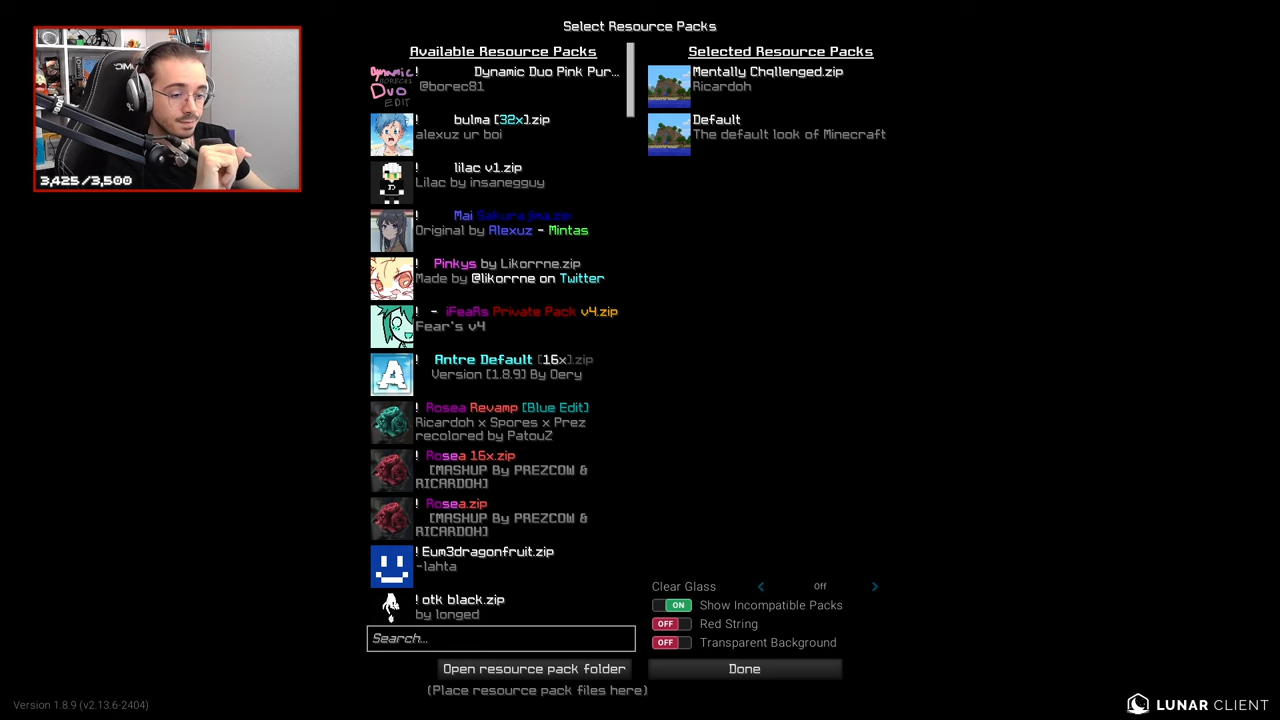 Select Resource Packs
Available Resource Packs
Selected Resource Packs
Dynamic
BOREC81
DUO
EDIT
! Dynamic Duo Pink Pur...
@borec81
! bulma [32x].zip
alexuz ur boi
! lilac v1.zip
Lilac by insanegguy
! Mai Sakura jima.zip
Original by Alexuz - Mintas
! Pinkys by Likorrne.zip
Made by @likorrne on Twitter
! - iFeaRs Private Pack v4.zip
Fear's v4
A
! Antre Default [16x].zip
Version [1.8.9] By Dery
! Rosea Revamp [Blue Edit]
Ricardoh x Spores x Prez
recolored by PatouZ
! Rosea 16x.zip
[MASHUP By PREZCOW &
RICARDOH]
! Rosea.zip
[MASHUP By PREZCOW &
RICARDOH]
! Eum3dragonfruit.zip
-lahta
! otk black.zip
by longed
Mentally Chqllenged.zip
Ricardoh
Default
The default look of Minecraft
3,425/3,500
Clear Glass < Off >
ON Show Incompatible Packs
OFF Red String
OFF Transparent Background
Search...
Open resource pack folder
Done
(Place resource pack files here)
Version 1.8.9 (v2.13.6-2404)
LUNAR CLIENT